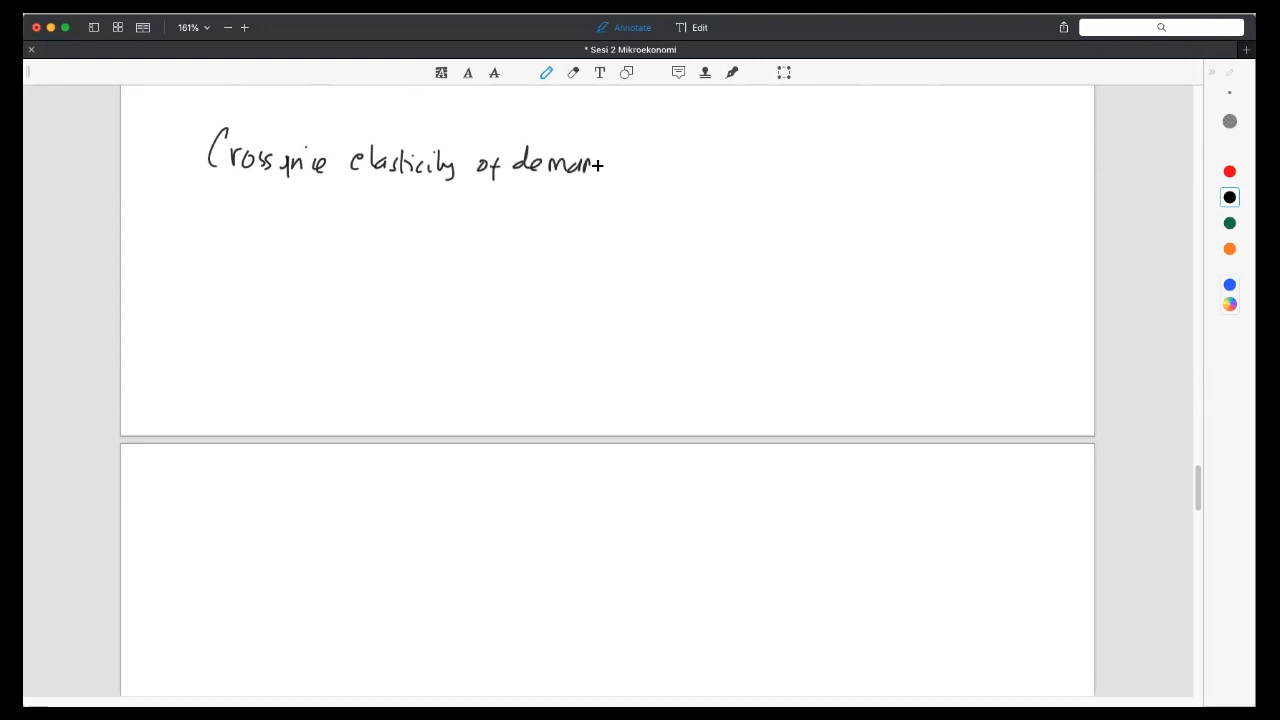 161%
Annotate
Edit
* Sesi 2 Mikroekonomi
Cross price elasticity of deman